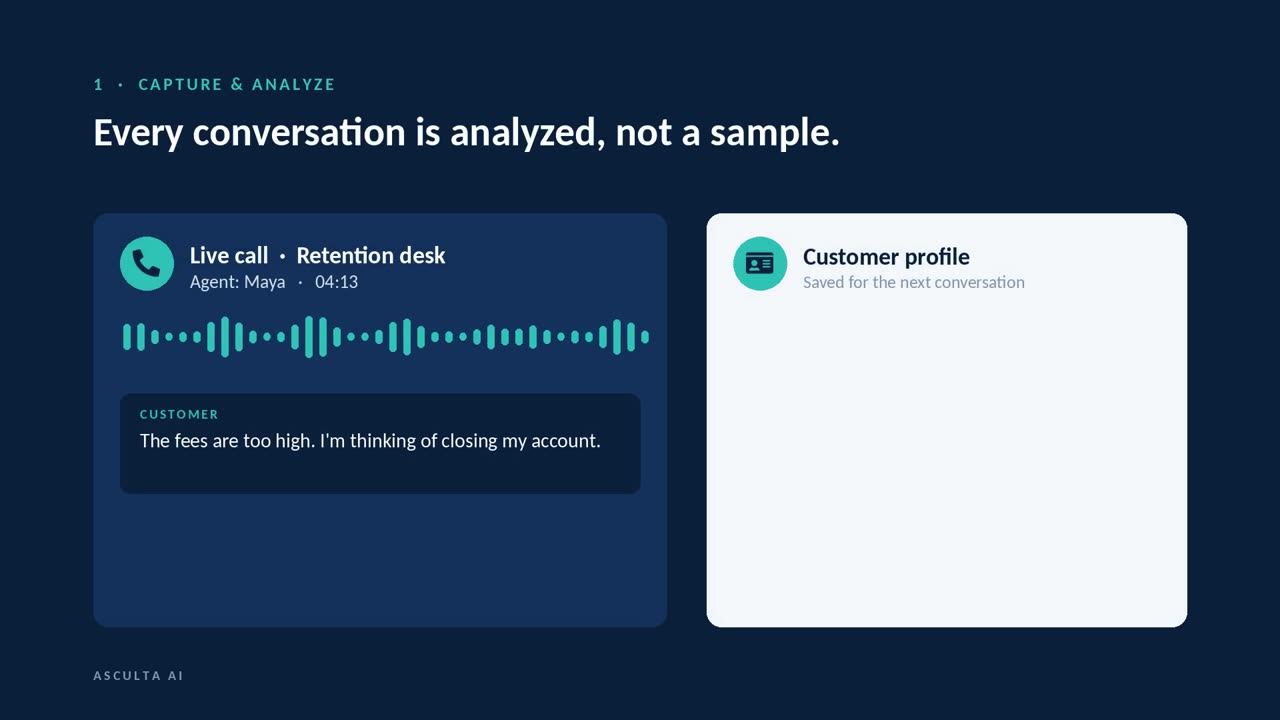 1 · CAPTURE & ANALYZE
Every conversation is analyzed, not a sample.
Live call · Retention desk
Agent: Maya · 04:13
CUSTOMER
The fees are too high. I'm thinking of closing my account.
Customer profile
Saved for the next conversation
ASCULTA AI